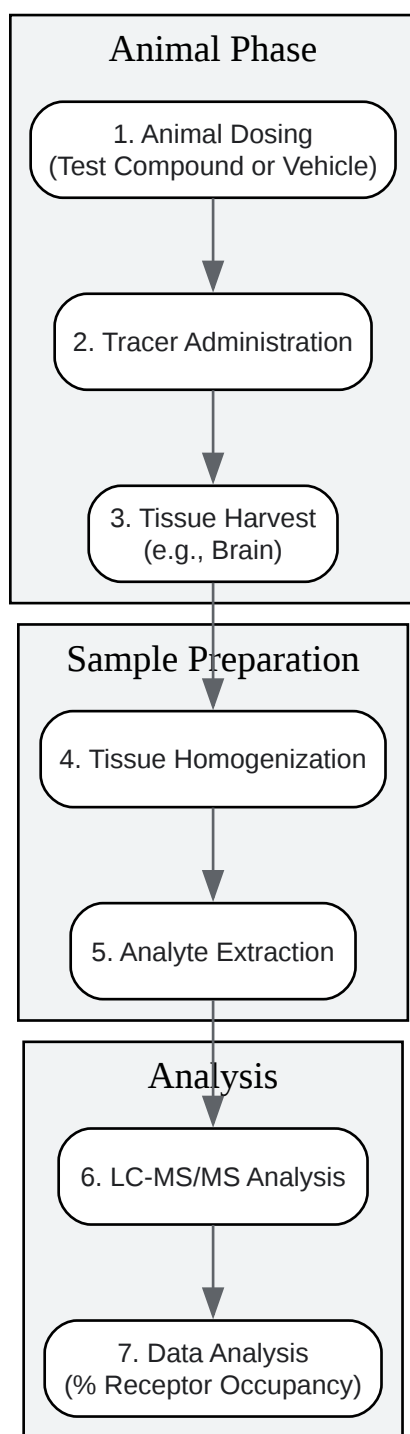 Animal Phase
1. Animal Dosing
(Test Compound or Vehicle)
2. Tracer Administration
3. Tissue Harvest
(e.g., Brain)
Sample Preparation
4. Tissue Homogenization
5. Analyte Extraction
Analysis
6. LC-MS/MS Analysis
7. Data Analysis
(% Receptor Occupancy)